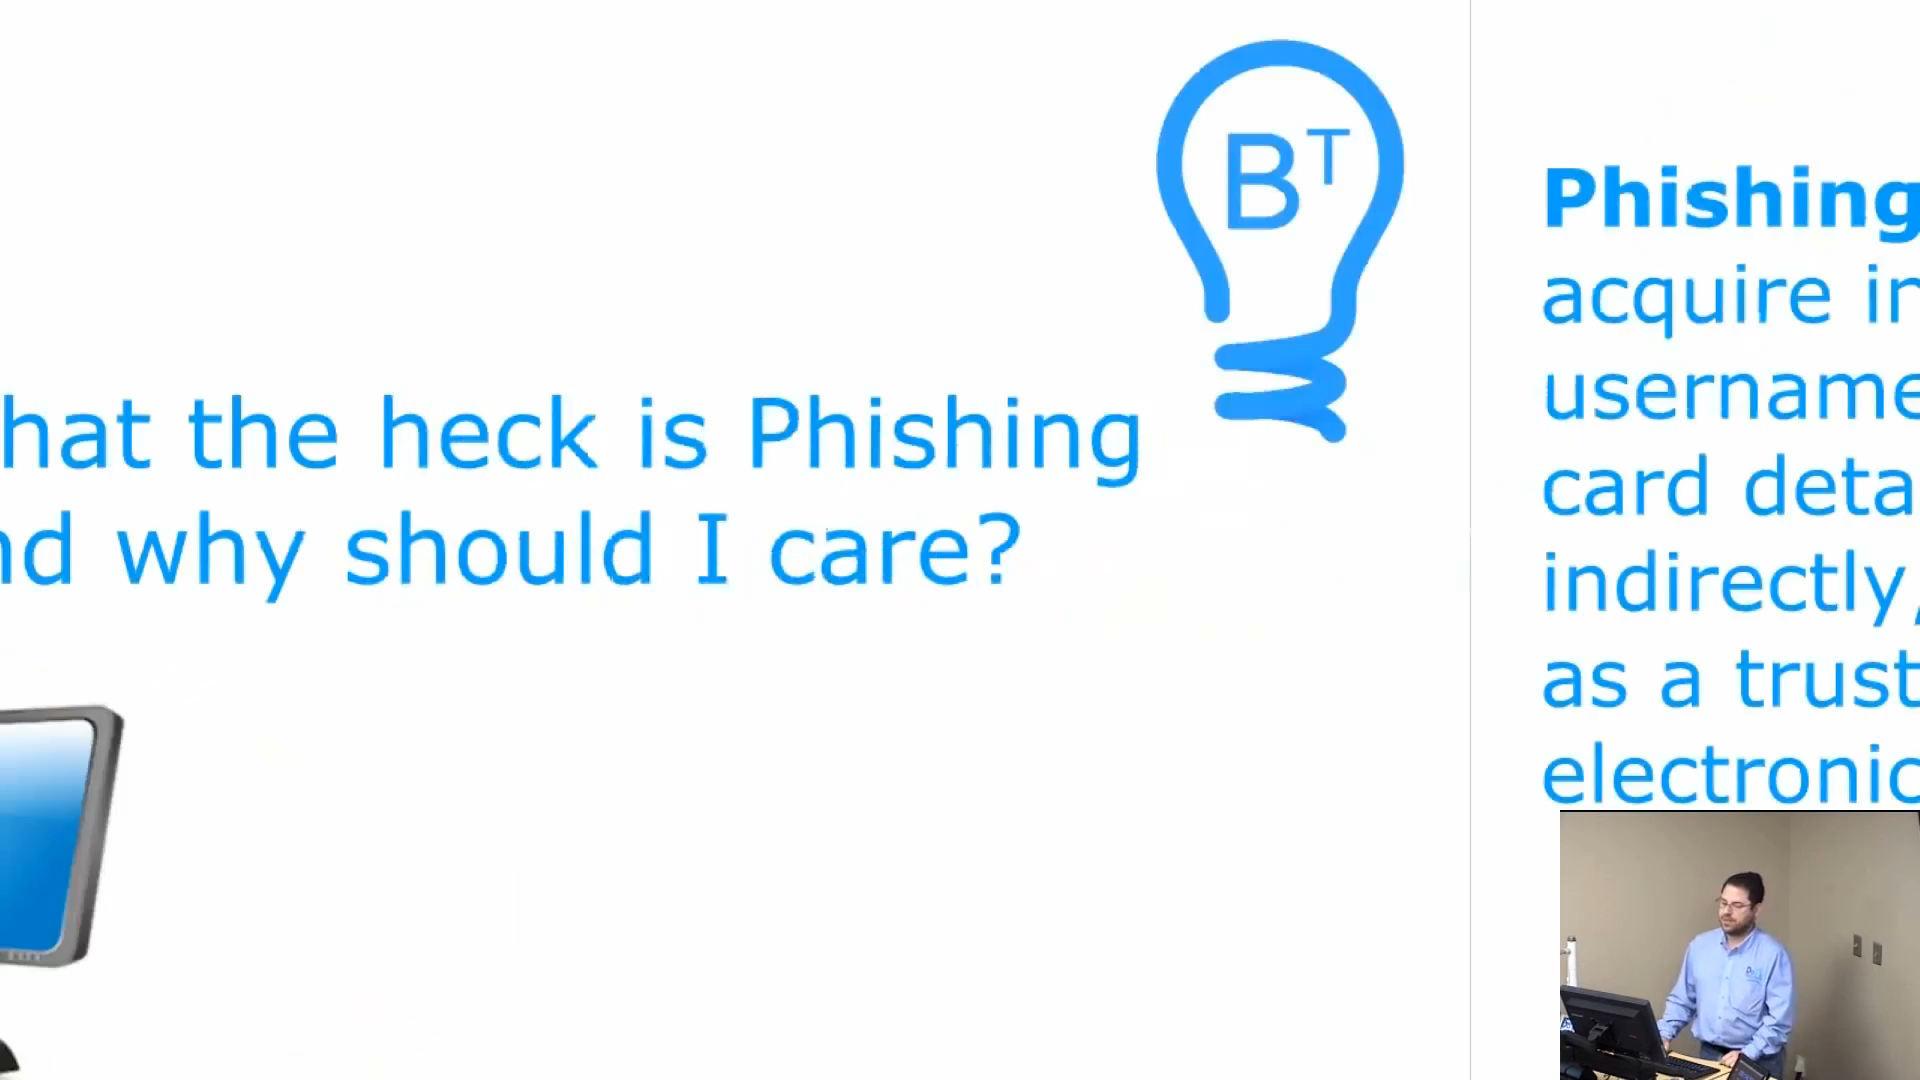 BT
hat the heck is Phishing
nd why should I care?
Phishing
acquire in
username
card deta
indirectly,
as a trust
electronic